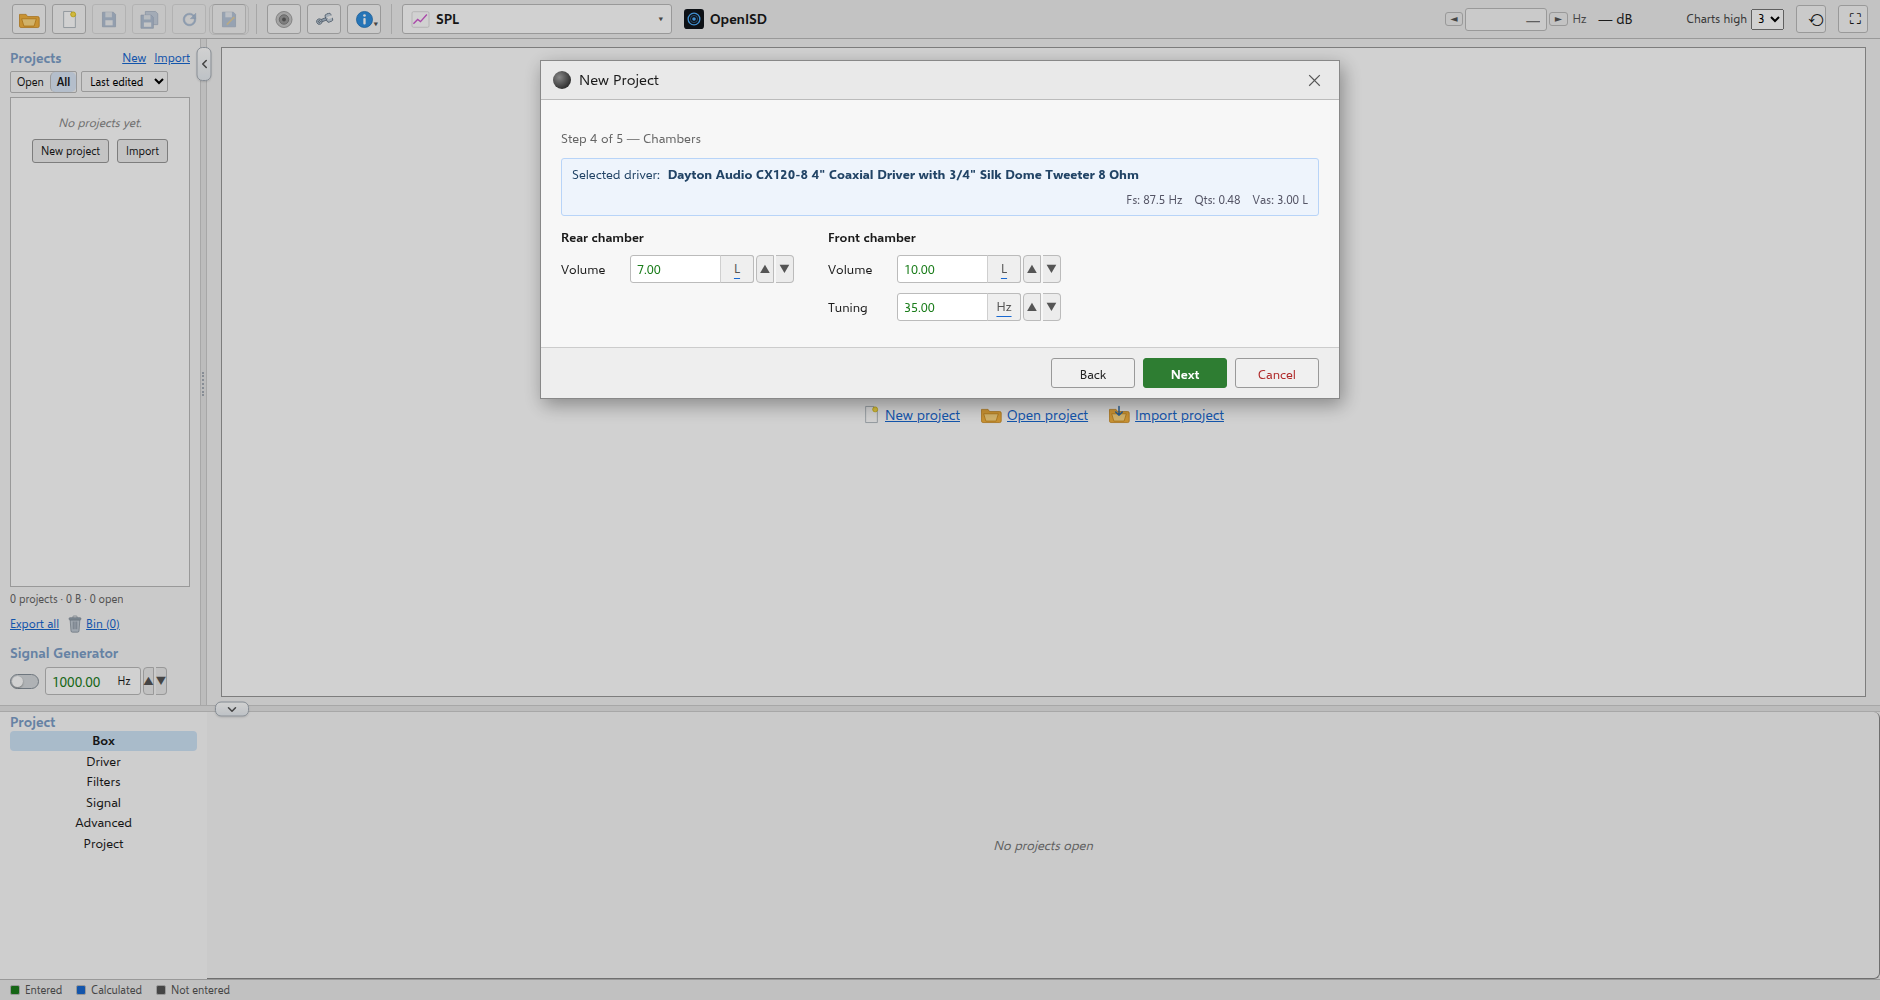 SPL
OpenISD
—
Hz
— dB
Charts high
3
Projects
New
Import
Open
All
Last edited
No projects yet.
New project
Import
0 projects · 0 B · 0 open
Export all
Bin (0)
Signal Generator
1000.00
Hz
New Project
Step 4 of 5 — Chambers
Selected driver: Dayton Audio CX120-8 4" Coaxial Driver with 3/4" Silk Dome Tweeter 8 Ohm
Fs: 87.5 Hz Qts: 0.48 Vas: 3.00 L
Rear chamber
Volume
7.00
L
Front chamber
Volume
10.00
L
Tuning
35.00
Hz
Back
Next
Cancel
New project
Open project
Import project
Project
Box
Driver
Filters
Signal
Advanced
Project
No projects open
Entered
Calculated
Not entered